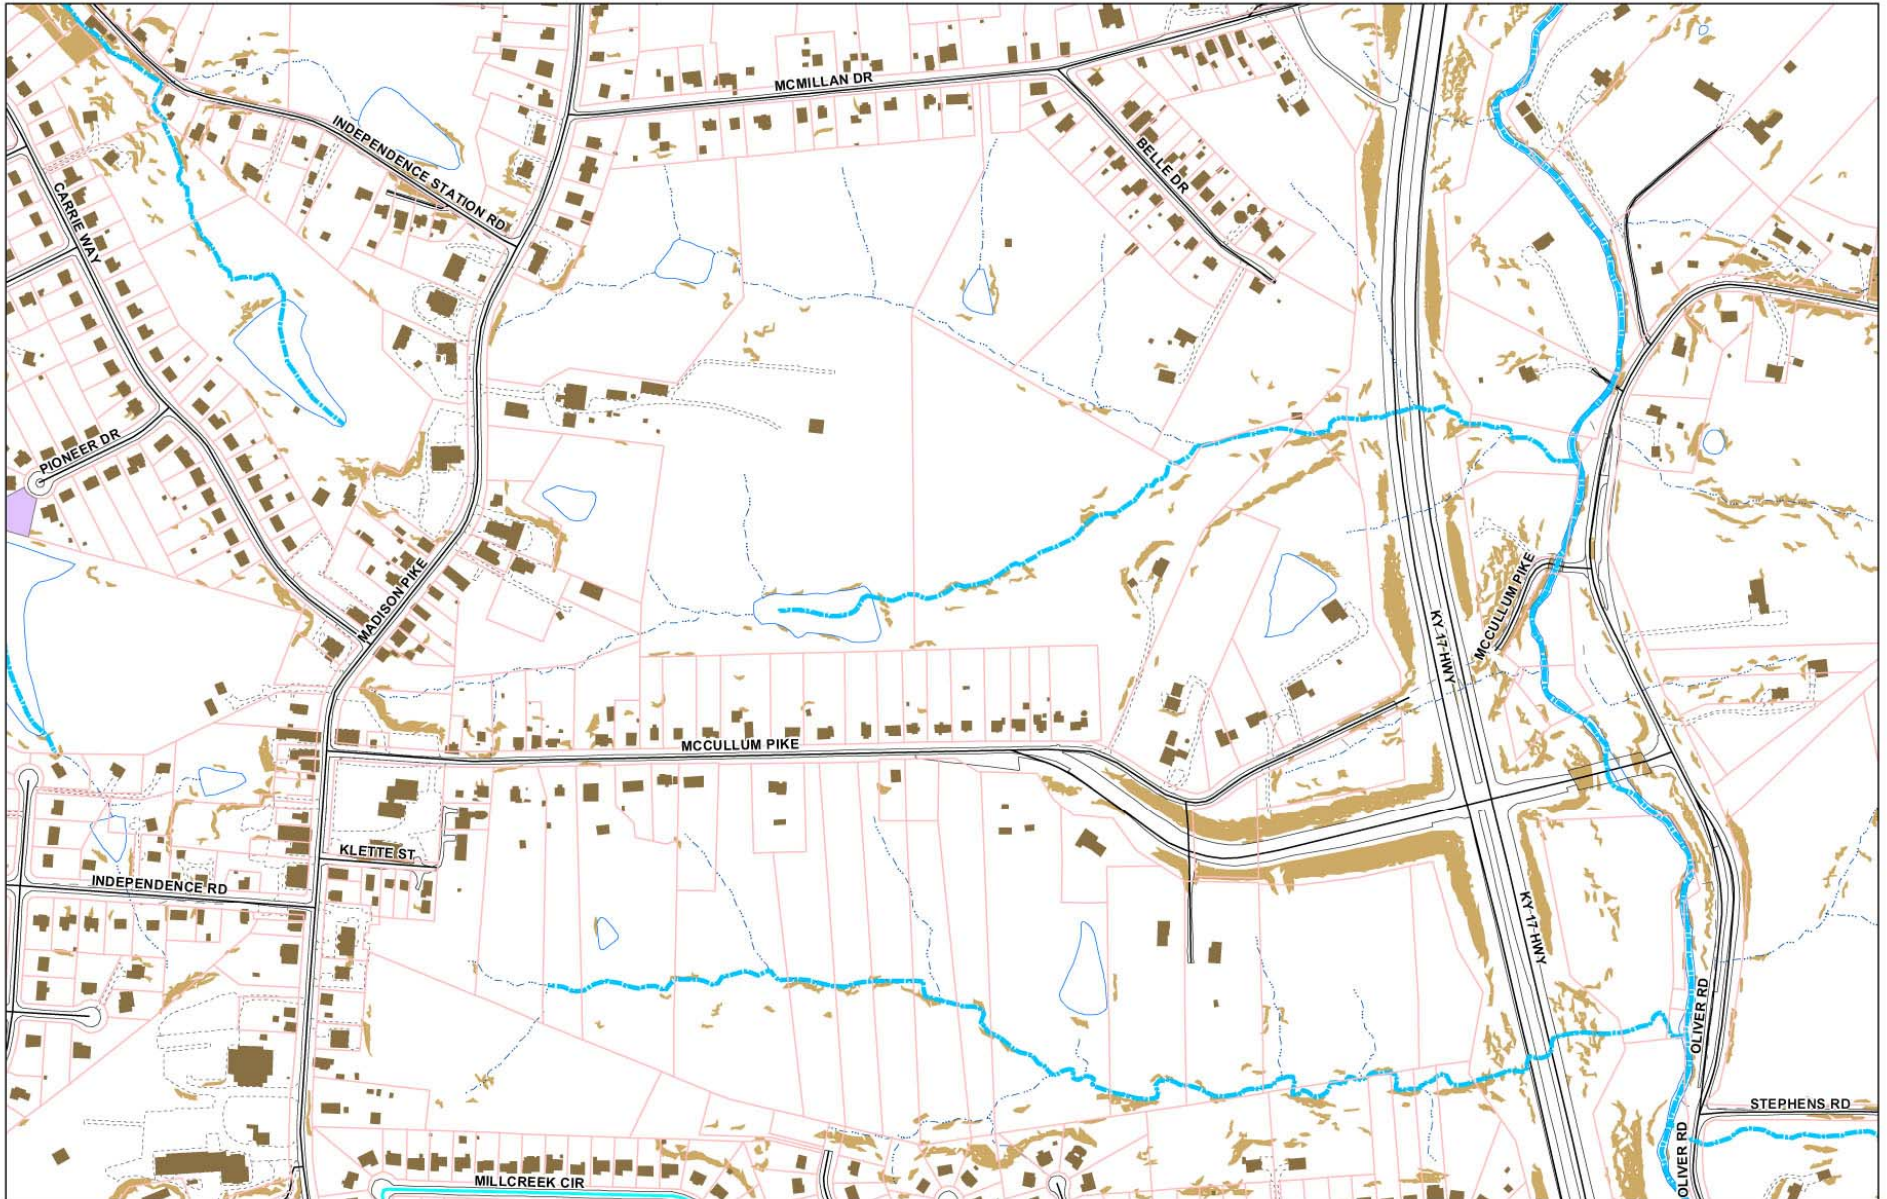 MCMILLAN DR
INDEPENDENCE STATION RD
BELLE DR
CARRIE WAY
PIONEER DR
MADISON PIKE
MCCULLUM PIKE
KY 17 HWY
MCCULLUM PIKE
KLETTE ST
INDEPENDENCE RD
KY 17 HWY
OLIVER RD
STEPHENS RD
OLIVER RD
MILLCREEK CIR